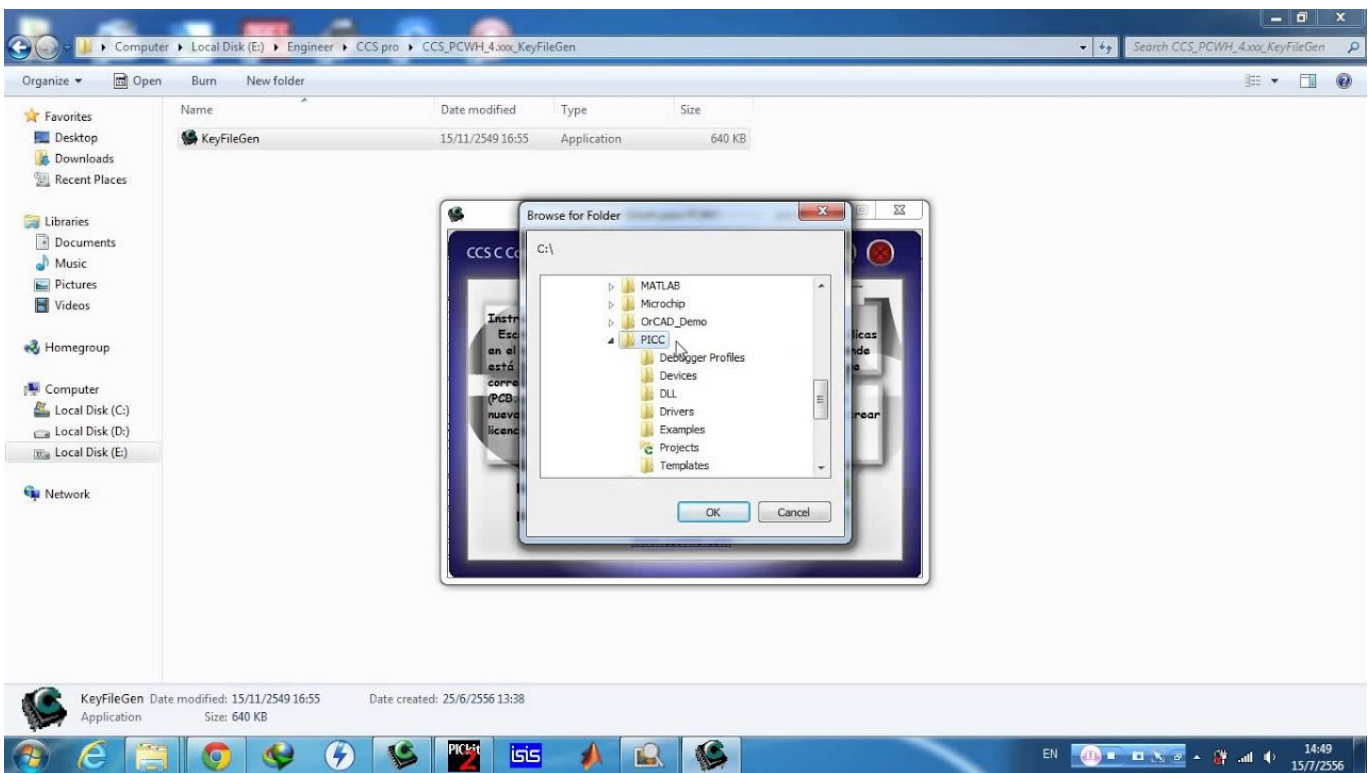 Computer ▸ Local Disk (E:) ▸ Engineer ▸ CCS pro ▸ CCS_PCWH_4.xxx_KeyFileGen
Search CCS_PCWH_4.xxx_KeyFileGen
Organize Open Burn New folder
Name Date modified Type Size
KeyFileGen 15/11/2549 16:55 Application 640 KB
Favorites
Desktop
Downloads
Recent Places
Libraries
Documents
Music
Pictures
Videos
Homegroup
Computer
Local Disk (C:)
Local Disk (D:)
Local Disk (E:)
Network
CCS C Co
Instr
Esc
en el
está
corre
(PCB.
nueva
licenc
licas
nde
rear
Browse for Folder
C:\
MATLAB
Microchip
OrCAD_Demo
PICC
Debugger Profiles
Devices
DLL
Drivers
Examples
Projects
Templates
OK Cancel
KeyFileGen Date modified: 15/11/2549 16:55 Date created: 25/6/2556 13:38
Application Size: 640 KB
PICkit
2
isis
EN
14:49
15/7/2556